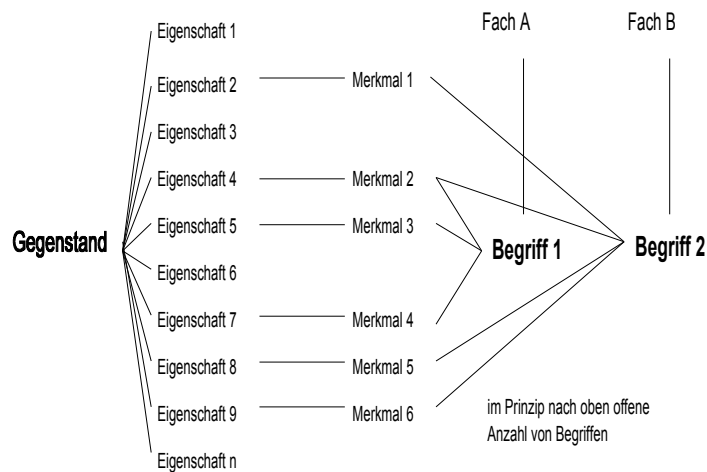 Fach A
Fach B
Eigenschaft 1
Eigenschaft 2
Merkmal 1
Eigenschaft 3
Eigenschaft 4
Merkmal 2
Eigenschaft 5
Merkmal 3
Gegenstand
Begriff 1
Begriff 2
Eigenschaft 6
Eigenschaft 7
Merkmal 4
Eigenschaft 8
Merkmal 5
Eigenschaft 9
Merkmal 6
im Prinzip nach oben offene
Anzahl von Begriffen
Eigenschaft n